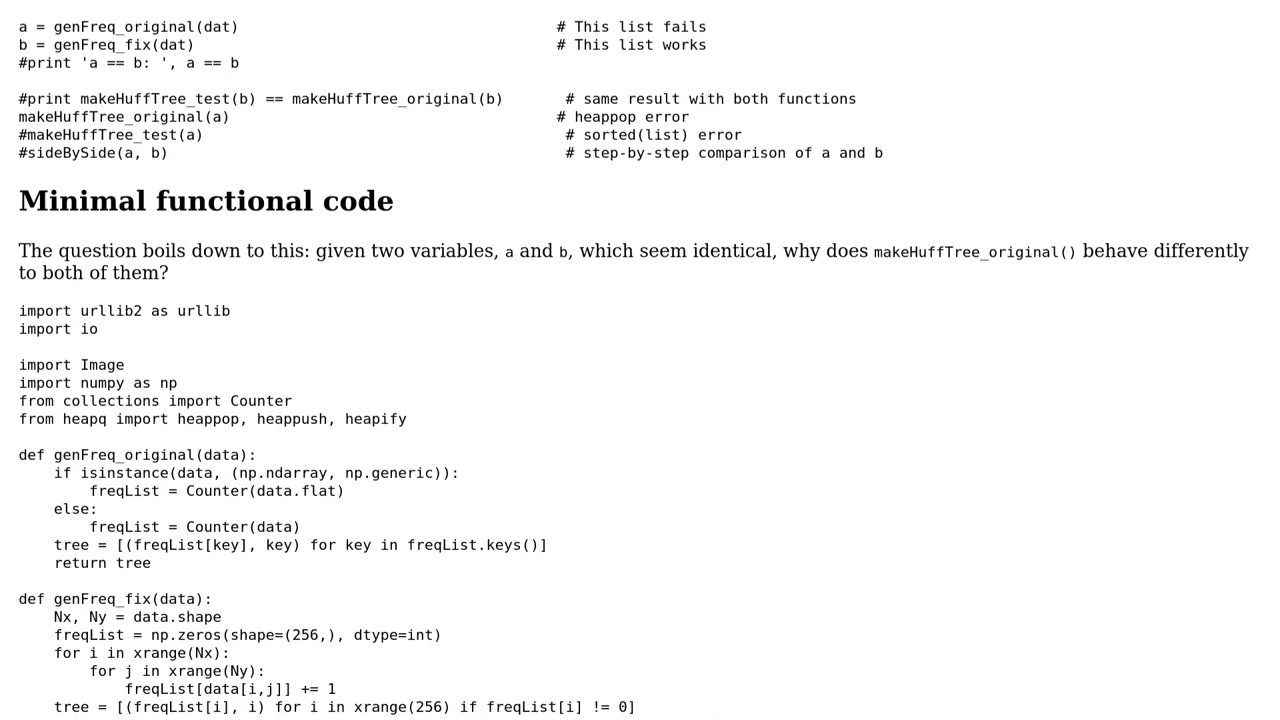 a = genFreq_original(dat)                                    # This list fails
b = genFreq_fix(dat)                                         # This list works
#print 'a == b: ', a == b

#print makeHuffTree_test(b) == makeHuffTree_original(b)       # same result with both functions
makeHuffTree_original(a)                                     # heappop error
#makeHuffTree_test(a)                                         # sorted(list) error
#sideBySide(a, b)                                             # step-by-step comparison of a and b

Minimal functional code

The question boils down to this: given two variables, a and b, which seem identical, why does makeHuffTree_original() behave differently
to both of them?

import urllib2 as urllib
import io

import Image
import numpy as np
from collections import Counter
from heapq import heappop, heappush, heapify

def genFreq_original(data):
    if isinstance(data, (np.ndarray, np.generic)):
        freqList = Counter(data.flat)
    else:
        freqList = Counter(data)
    tree = [(freqList[key], key) for key in freqList.keys()]
    return tree

def genFreq_fix(data):
    Nx, Ny = data.shape
    freqList = np.zeros(shape=(256,), dtype=int)
    for i in xrange(Nx):
        for j in xrange(Ny):
            freqList[data[i,j]] += 1
    tree = [(freqList[i], i) for i in xrange(256) if freqList[i] != 0]